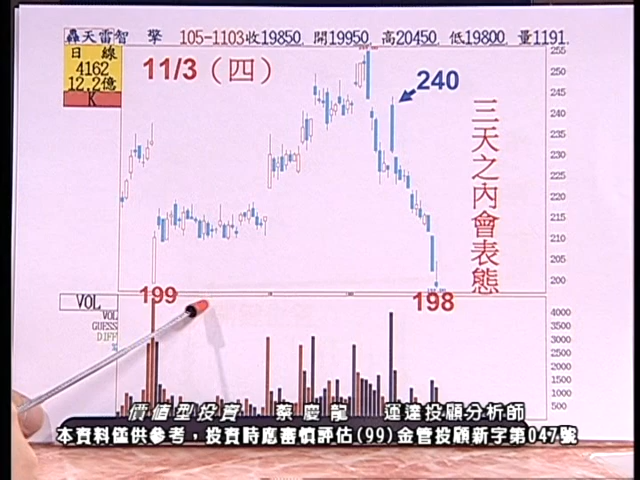 轟天雷智 擎 105-1103收19850. 開19950. 高20450. 低19800. 量1191.
日 線
4162
12.2億
K
11/3（四）
240
三天之內會表態
255
250
245
240
235
230
225
220
215
210
205
200
199
198
VOL
VOL
GUESS
DIFF
4000
3500
3000
2500
2000
1500
1000
500
價值型投資 蔡慶龍 運達投顧分析師
本資料僅供參考，投資時應審慎評估(99)金管投顧新字第047號